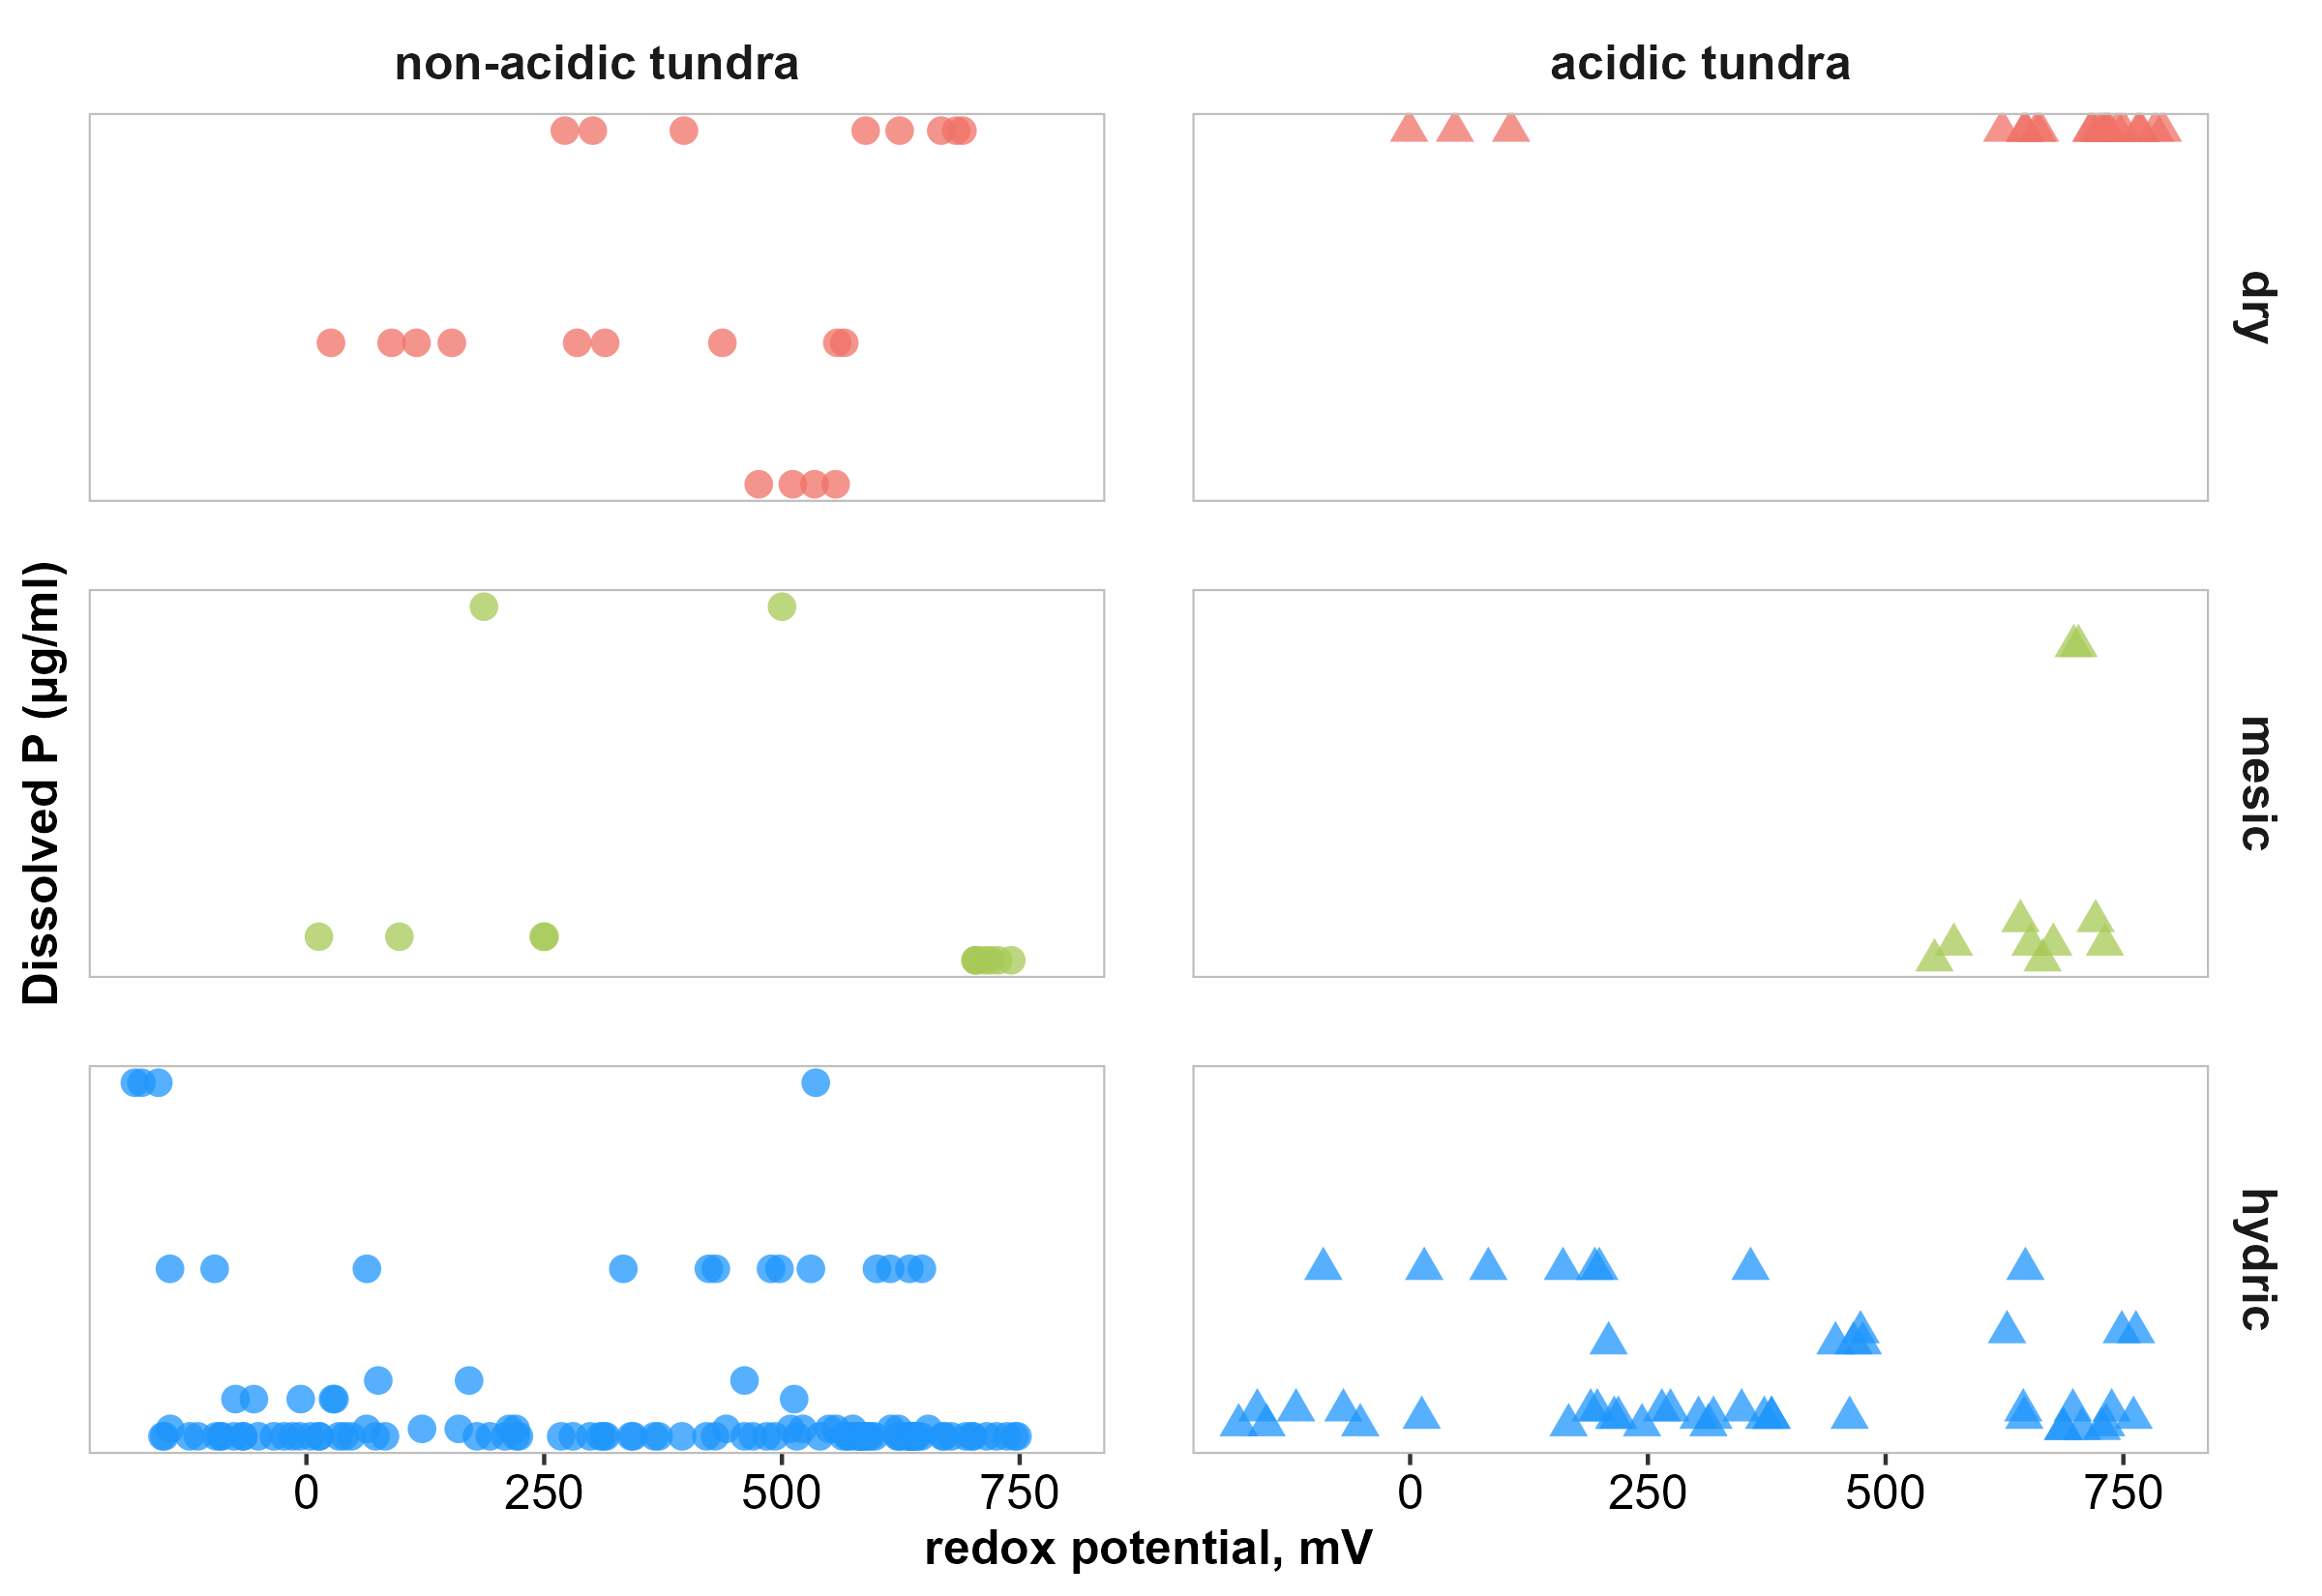 non-acidic tundra
acidic tundra
dry
mesic
hydric
Dissolved P (µg/ml)
0 250 500 750
0 250 500 750
redox potential, mV